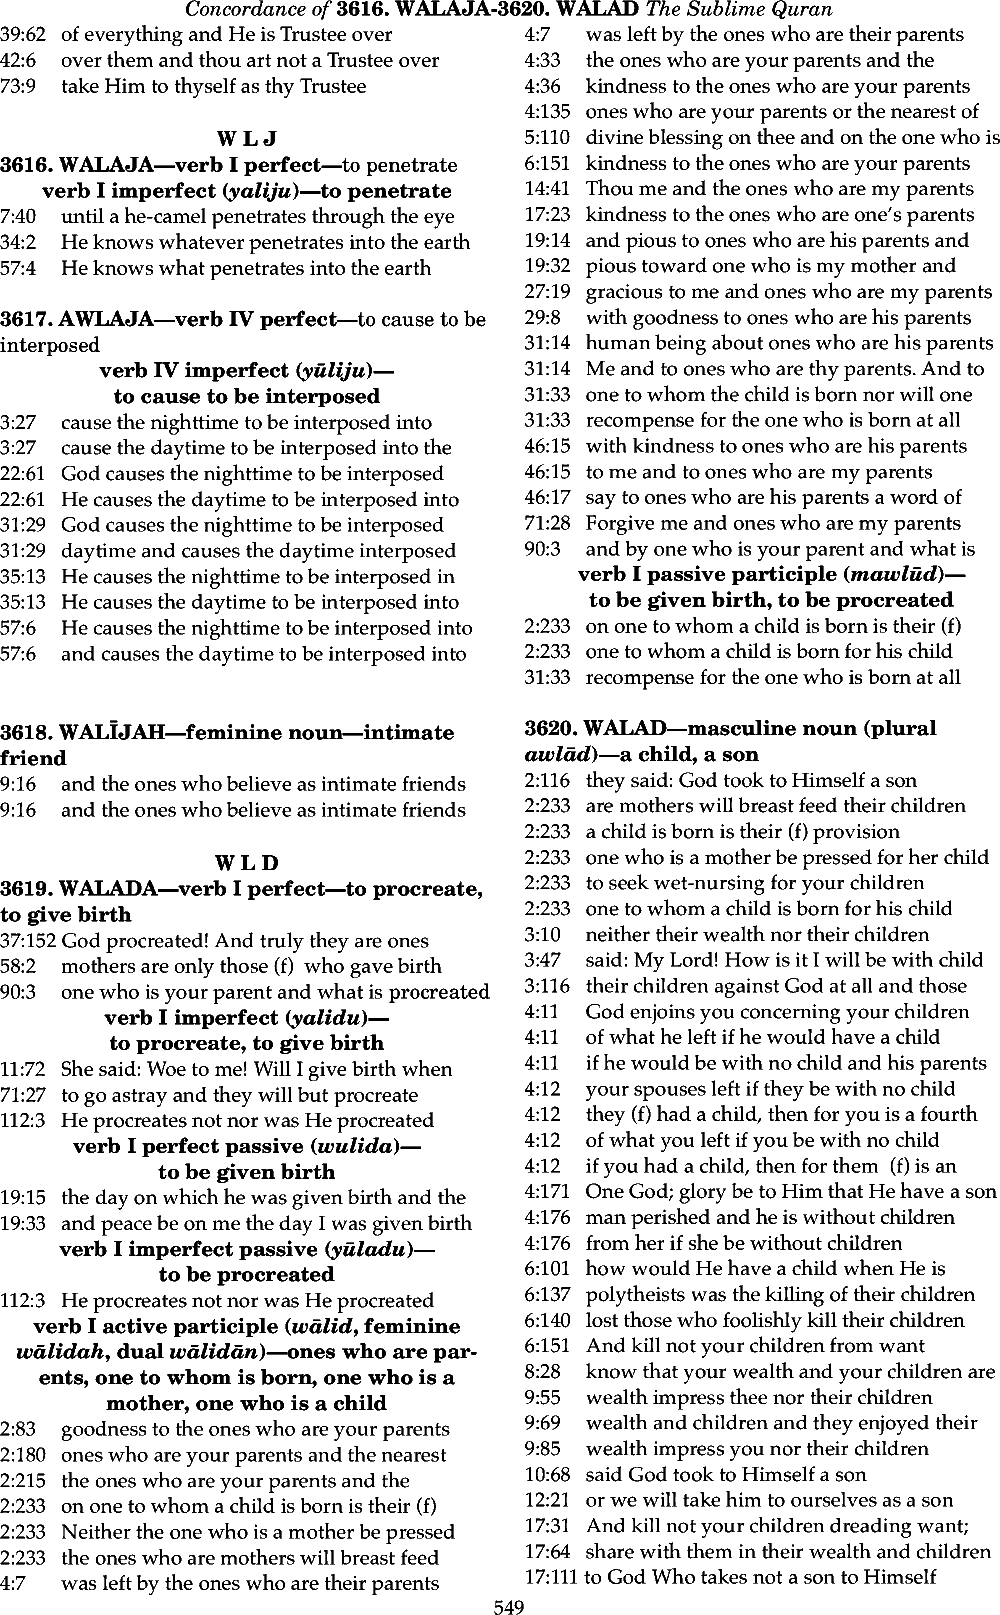 Concordance of 3616. WALAJA-3620. WALAD The Sublime Quran
39:62 of everything and He is Trustee over
42:6 over them and thou art not a Trustee over
73:9 take Him to thyself as thy Trustee
W L J
3616. WALAJA—verb I perfect—to penetrate
verb I imperfect (yaliju)—to penetrate
7:40 until a he-camel penetrates through the eye
34:2 He knows whatever penetrates into the earth
57:4 He knows what penetrates into the earth
3617. AWLAJA—verb IV perfect—to cause to be
interposed
verb IV imperfect (yūliju)—
to cause to be interposed
3:27 cause the nighttime to be interposed into
3:27 cause the daytime to be interposed into the
22:61 God causes the nighttime to be interposed
22:61 He causes the daytime to be interposed into
31:29 God causes the nighttime to be interposed
31:29 daytime and causes the daytime interposed
35:13 He causes the nighttime to be interposed in
35:13 He causes the daytime to be interposed into
57:6 He causes the nighttime to be interposed into
57:6 and causes the daytime to be interposed into
3618. WALĪJAH—feminine noun—intimate
friend
9:16 and the ones who believe as intimate friends
9:16 and the ones who believe as intimate friends
W L D
3619. WALADA—verb I perfect—to procreate,
to give birth
37:152 God procreated! And truly they are ones
58:2 mothers are only those (f) who gave birth
90:3 one who is your parent and what is procreated
verb I imperfect (yalidu)—
to procreate, to give birth
11:72 She said: Woe to me! Will I give birth when
71:27 to go astray and they will but procreate
112:3 He procreates not nor was He procreated
verb I perfect passive (wulida)—
to be given birth
19:15 the day on which he was given birth and the
19:33 and peace be on me the day I was given birth
verb I imperfect passive (yūladu)—
to be procreated
112:3 He procreates not nor was He procreated
verb I active participle (wālid, feminine
wālidah, dual wālidān)—ones who are par-
ents, one to whom is born, one who is a
mother, one who is a child
2:83 goodness to the ones who are your parents
2:180 ones who are your parents and the nearest
2:215 the ones who are your parents and the
2:233 on one to whom a child is born is their (f)
2:233 Neither the one who is a mother be pressed
2:233 the ones who are mothers will breast feed
4:7 was left by the ones who are their parents
4:7 was left by the ones who are their parents
4:33 the ones who are your parents and the
4:36 kindness to the ones who are your parents
4:135 ones who are your parents or the nearest of
5:110 divine blessing on thee and on the one who is
6:151 kindness to the ones who are your parents
14:41 Thou me and the ones who are my parents
17:23 kindness to the ones who are one's parents
19:14 and pious to ones who are his parents and
19:32 pious toward one who is my mother and
27:19 gracious to me and ones who are my parents
29:8 with goodness to ones who are his parents
31:14 human being about ones who are his parents
31:14 Me and to ones who are thy parents. And to
31:33 one to whom the child is born nor will one
31:33 recompense for the one who is born at all
46:15 with kindness to ones who are his parents
46:15 to me and to ones who are my parents
46:17 say to ones who are his parents a word of
71:28 Forgive me and ones who are my parents
90:3 and by one who is your parent and what is
verb I passive participle (mawlūd)—
to be given birth, to be procreated
2:233 on one to whom a child is born is their (f)
2:233 one to whom a child is born for his child
31:33 recompense for the one who is born at all
3620. WALAD—masculine noun (plural
awlād)—a child, a son
2:116 they said: God took to Himself a son
2:233 are mothers will breast feed their children
2:233 a child is born is their (f) provision
2:233 one who is a mother be pressed for her child
2:233 to seek wet-nursing for your children
2:233 one to whom a child is born for his child
3:10 neither their wealth nor their children
3:47 said: My Lord! How is it I will be with child
3:116 their children against God at all and those
4:11 God enjoins you concerning your children
4:11 of what he left if he would have a child
4:11 if he would be with no child and his parents
4:12 your spouses left if they be with no child
4:12 they (f) had a child, then for you is a fourth
4:12 of what you left if you be with no child
4:12 if you had a child, then for them (f) is an
4:171 One God; glory be to Him that He have a son
4:176 man perished and he is without children
4:176 from her if she be without children
6:101 how would He have a child when He is
6:137 polytheists was the killing of their children
6:140 lost those who foolishly kill their children
6:151 And kill not your children from want
8:28 know that your wealth and your children are
9:55 wealth impress thee nor their children
9:69 wealth and children and they enjoyed their
9:85 wealth impress you nor their children
10:68 said God took to Himself a son
12:21 or we will take him to ourselves as a son
17:31 And kill not your children dreading want;
17:64 share with them in their wealth and children
17:111 to God Who takes not a son to Himself
549